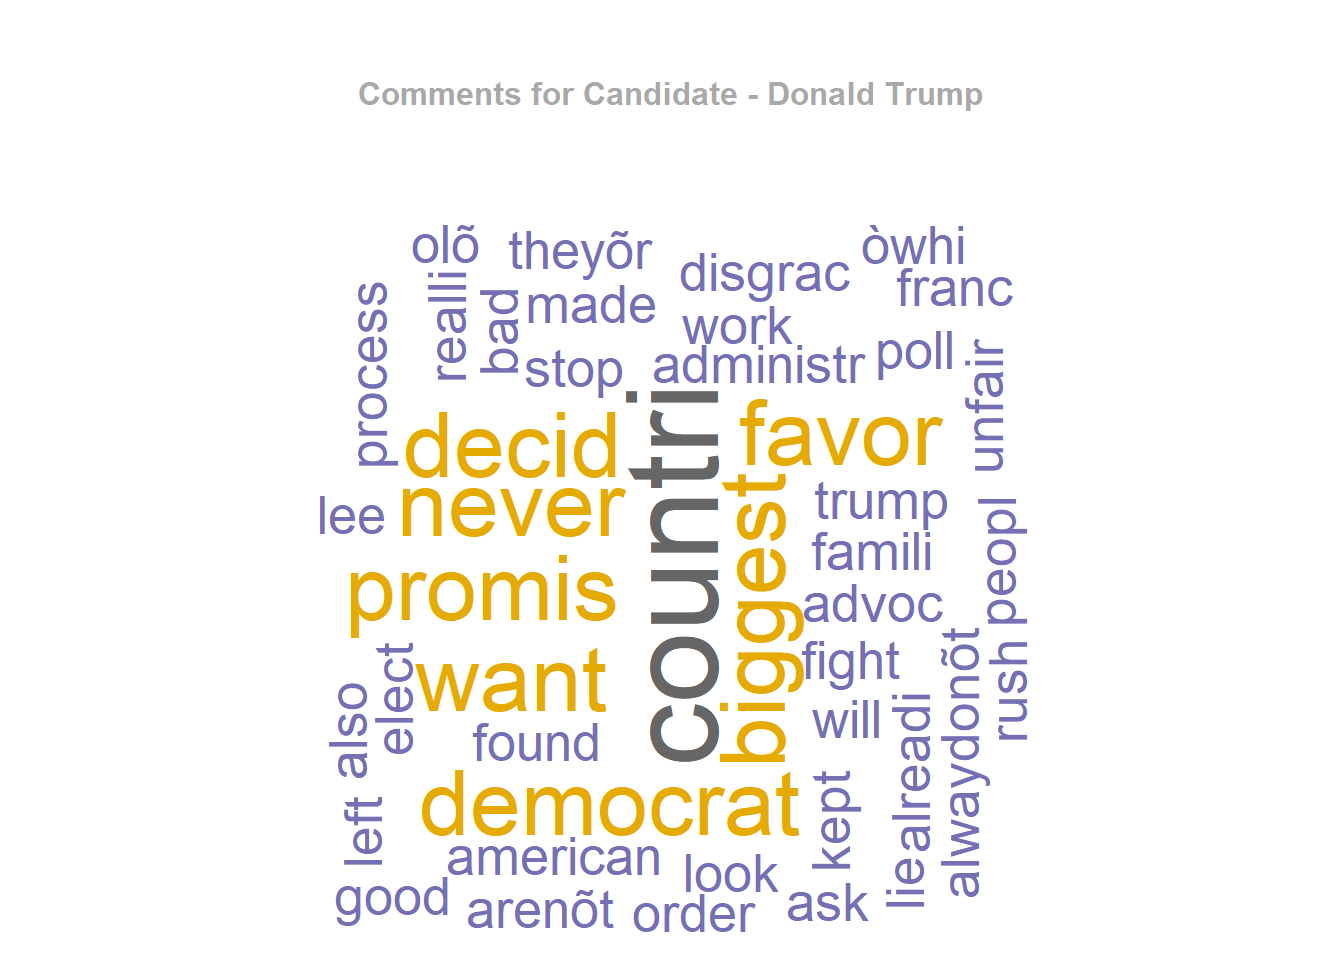 Comments for Candidate - Donald Trump
olõ
theyõr
disgrac
òwhi
franc
process
realli
bad
made
work
stop
administr
poll
unfair
decid
countri
favor
never
biggest
lee
trump
peopl
famili
promis
advoc
want
fight
elect
also
found
will
alreadi
donõt
rush
democrat
left
kept
alway
american
look
lie
good
arenõt
order
ask